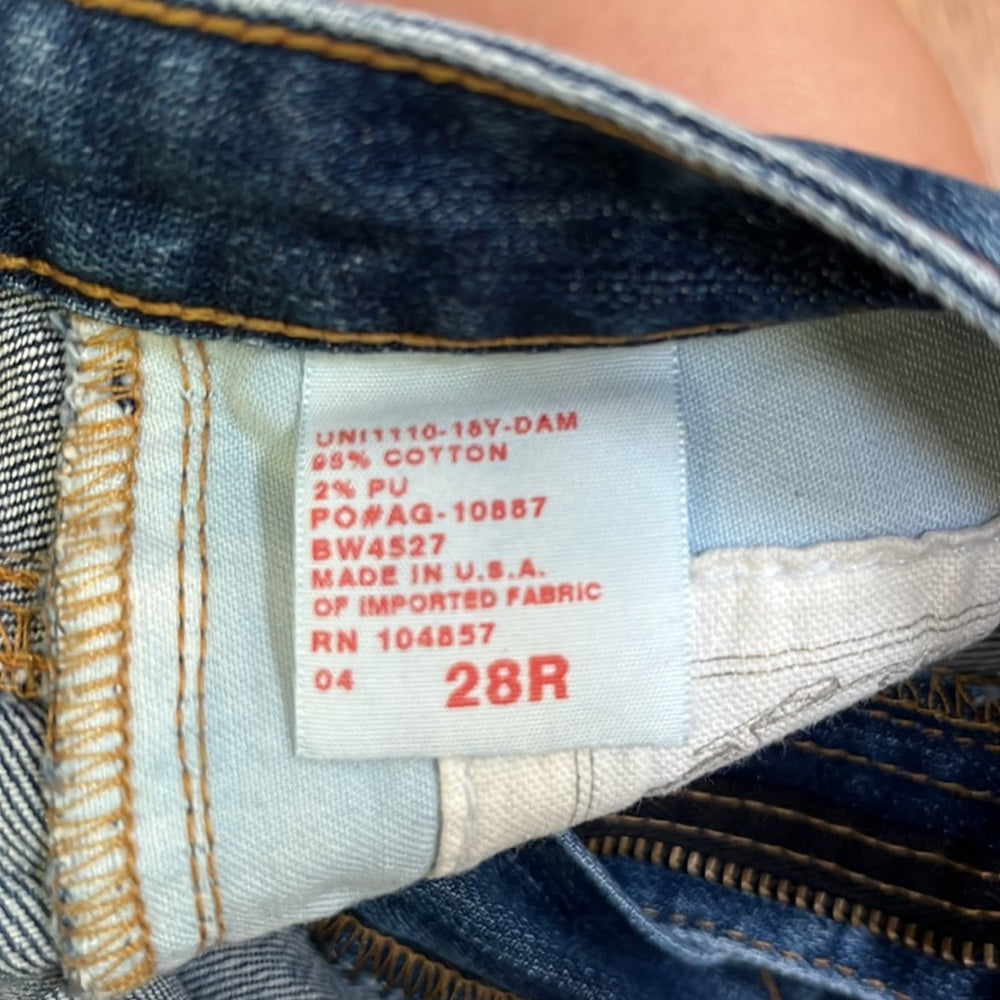 UNI1110-18Y-DAM
98% COTTON
2% PU
PO#AG-10887
BW4527
MADE IN U.S.A.
OF IMPORTED FABRIC
RN 104857
04 28R